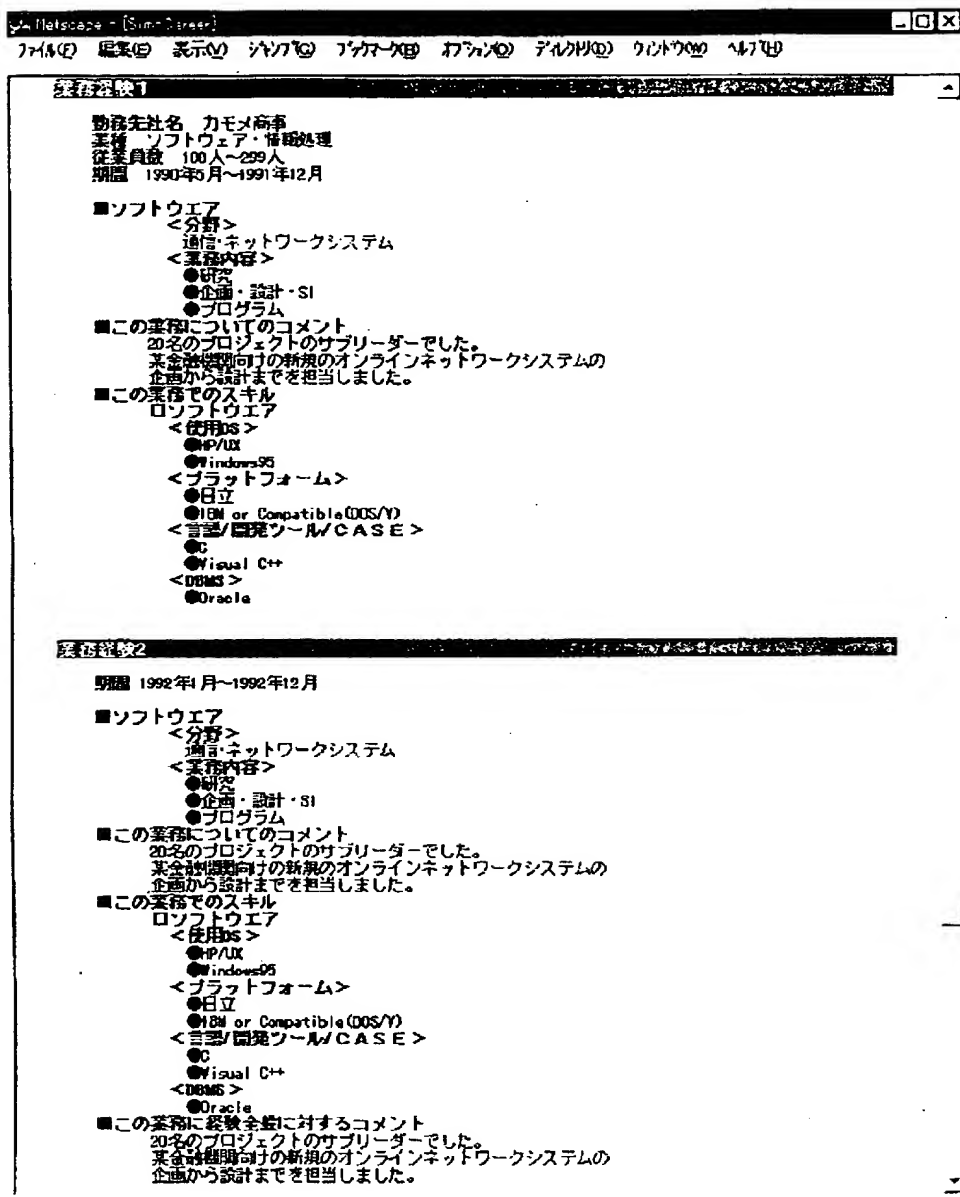 Netscape - [Simp Career]
ファイル(F) 編集(E) 表示(V) ジャンプ(G) ブックマーク(B) オプション(O) ディレクトリ(D) ウィンドウ(W) ヘルプ(H)
業務経験1
勤務先社名 カモメ商事
業種 ソフトウェア・情報処理
従業員数 100人～299人
期間 1990年5月～1991年12月
■ソフトウエア
＜分野＞
通信・ネットワークシステム
＜業務内容＞
●研究
●企画・設計・SI
●プログラム
■この業務についてのコメント
20名のプロジェクトのサブリーダーでした。
某金融機関向けの新規のオンラインネットワークシステムの
企画から設計までを担当しました。
■この業務でのスキル
□ソフトウエア
＜使用OS＞
●HP/UX
●Windows95
＜プラットフォーム＞
●日立
●IBM or Compatible(DOS/V)
＜言語/開発ツール/CASE＞
●C
●Visual C++
＜DBMS＞
●Oracle
業務経験2
期間 1992年1月～1992年12月
■ソフトウエア
＜分野＞
通信・ネットワークシステム
＜業務内容＞
●研究
●企画・設計・SI
●プログラム
■この業務についてのコメント
20名のプロジェクトのサブリーダーでした。
某金融機関向けの新規のオンラインネットワークシステムの
企画から設計までを担当しました。
■この業務でのスキル
□ソフトウエア
＜使用OS＞
●HP/UX
●Windows95
＜プラットフォーム＞
●日立
●IBM or Compatible(DOS/V)
＜言語/開発ツール/CASE＞
●C
●Visual C++
＜DBMS＞
●Oracle
■この業務に経験全般に対するコメント
20名のプロジェクトのサブリーダーでした。
某金融機関向けの新規のオンラインネットワークシステムの
企画から設計までを担当しました。